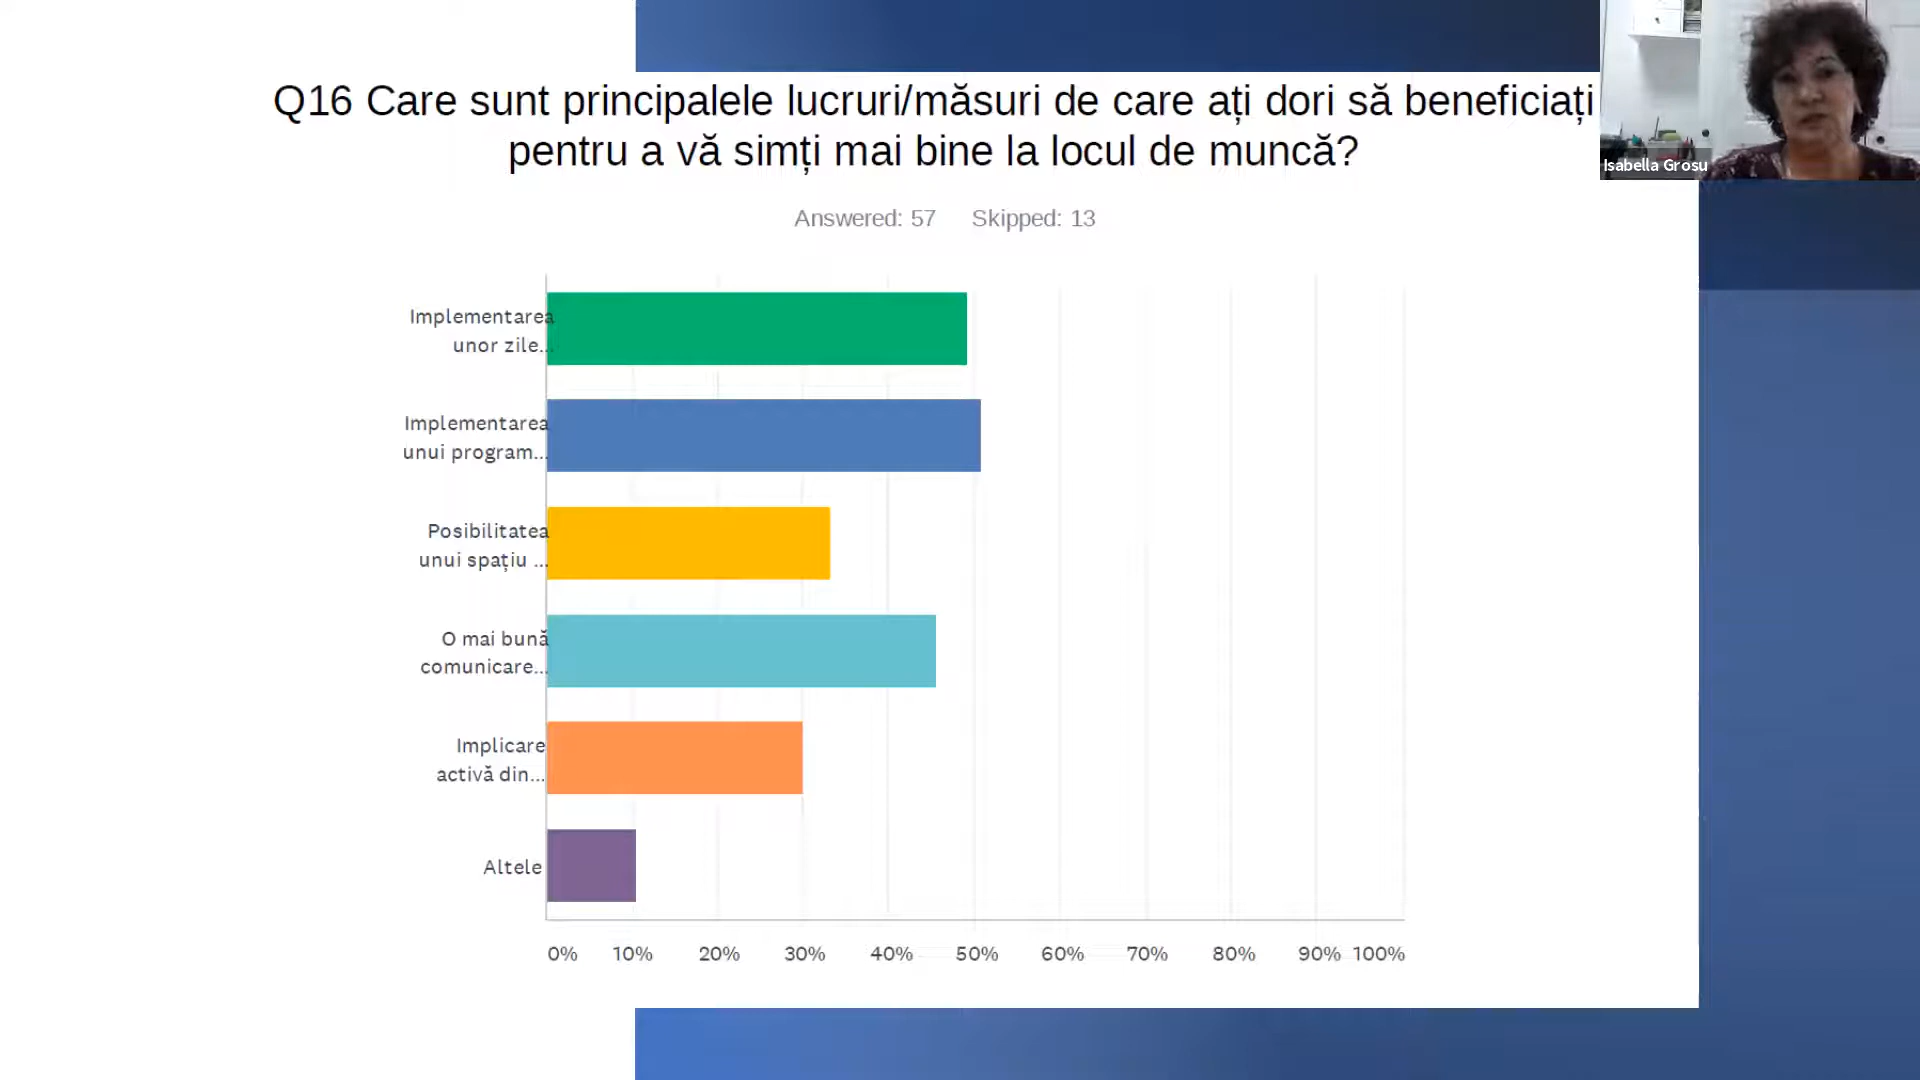 Q16 Care sunt principalele lucruri/măsuri de care ați dori să beneficiați
pentru a vă simți mai bine la locul de muncă?
Isabella Grosu
Answered: 57 Skipped: 13
Implementarea
unor zile...
Implementarea
unui program...
Posibilitatea
unui spațiu ...
O mai bună
comunicare...
Implicare
activă din...
Altele
0% 10% 20% 30% 40% 50% 60% 70% 80% 90% 100%